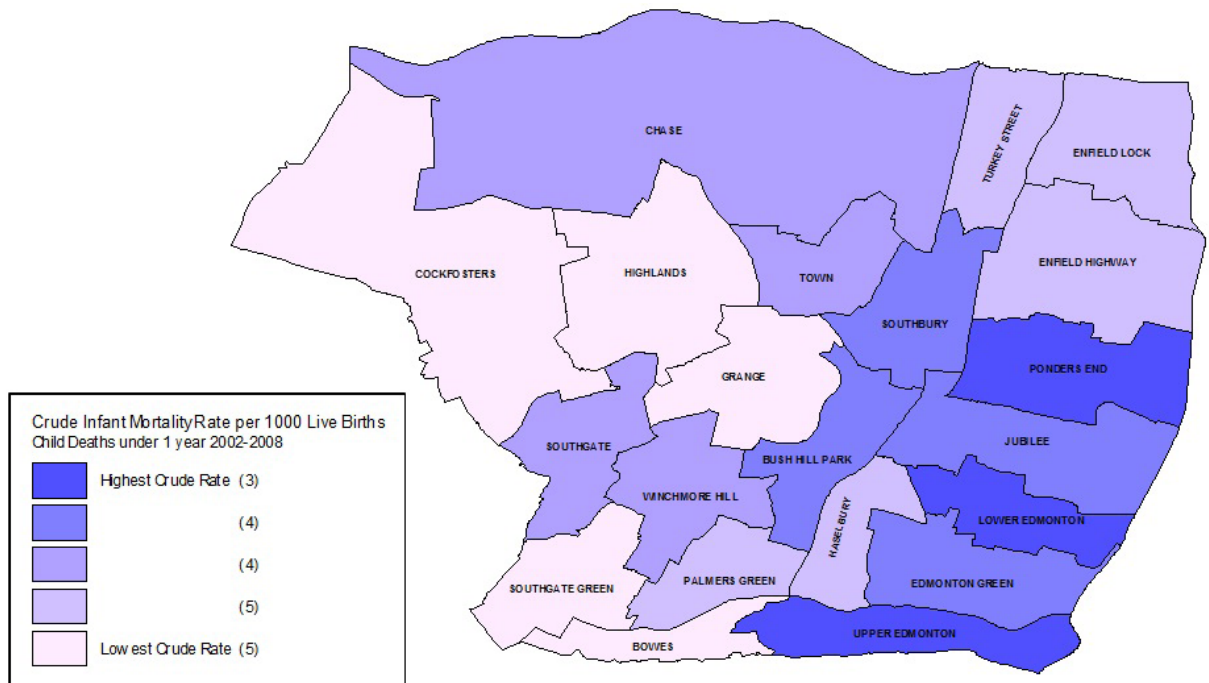 CHASE
TURKEY STREET
ENFIELD LOCK
COCKFOSTERS
HIGHLANDS
TOWN
ENFIELD HIGHWAY
SOUTHBURY
GRANGE
PONDERS END
SOUTHGATE
BUSH HILL PARK
JUBILEE
WINCHMORE HILL
HASELBURY
LOWER EDMONTON
SOUTHGATE GREEN
PALMERS GREEN
EDMONTON GREEN
BOWES
UPPER EDMONTON
Crude Infant Mortality Rate per 1000 Live Births
Child Deaths under 1 year 2002-2008
Highest Crude Rate (3)
(4)
(4)
(5)
Lowest Crude Rate (5)